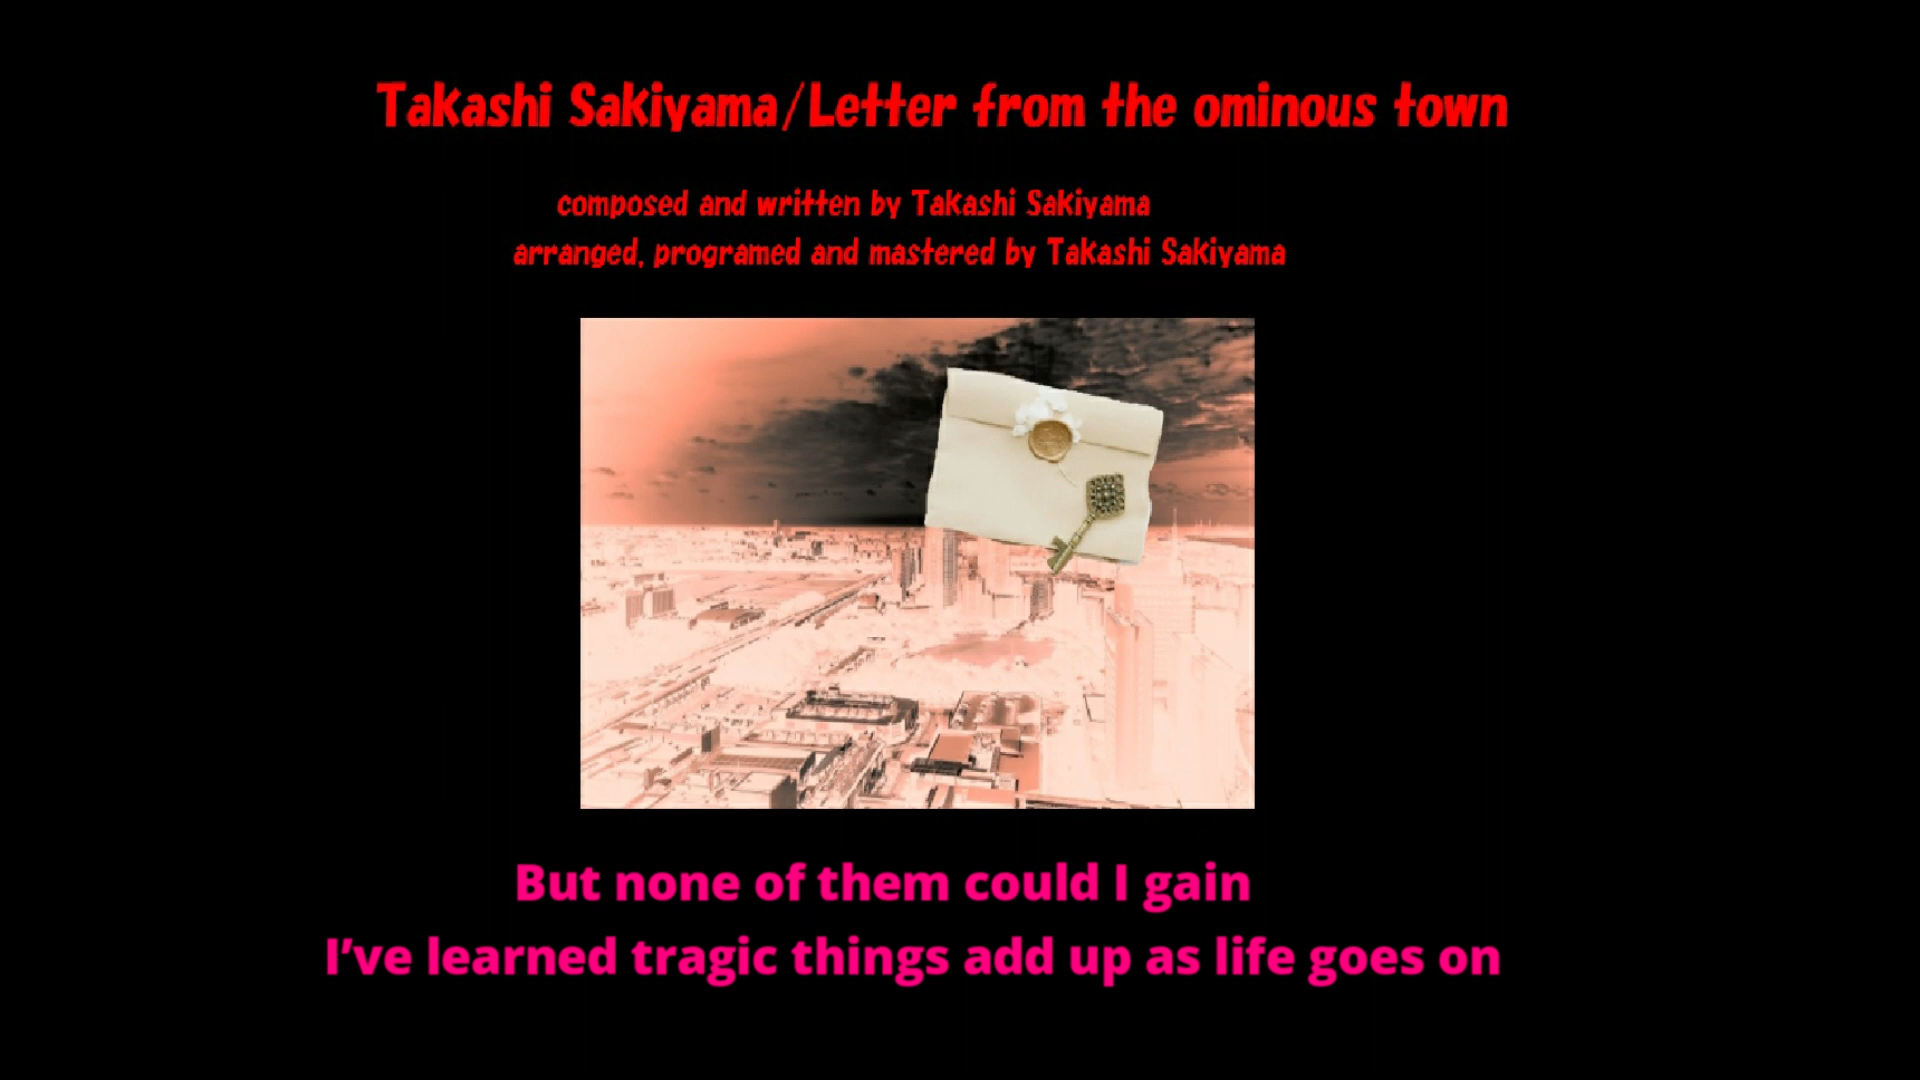 Takashi Sakiyama/Letter from the ominous town
composed and written by Takashi Sakiyama
arranged, programed and mastered by Takashi Sakiyama
But none of them could I gain
I’ve learned tragic things add up as life goes on